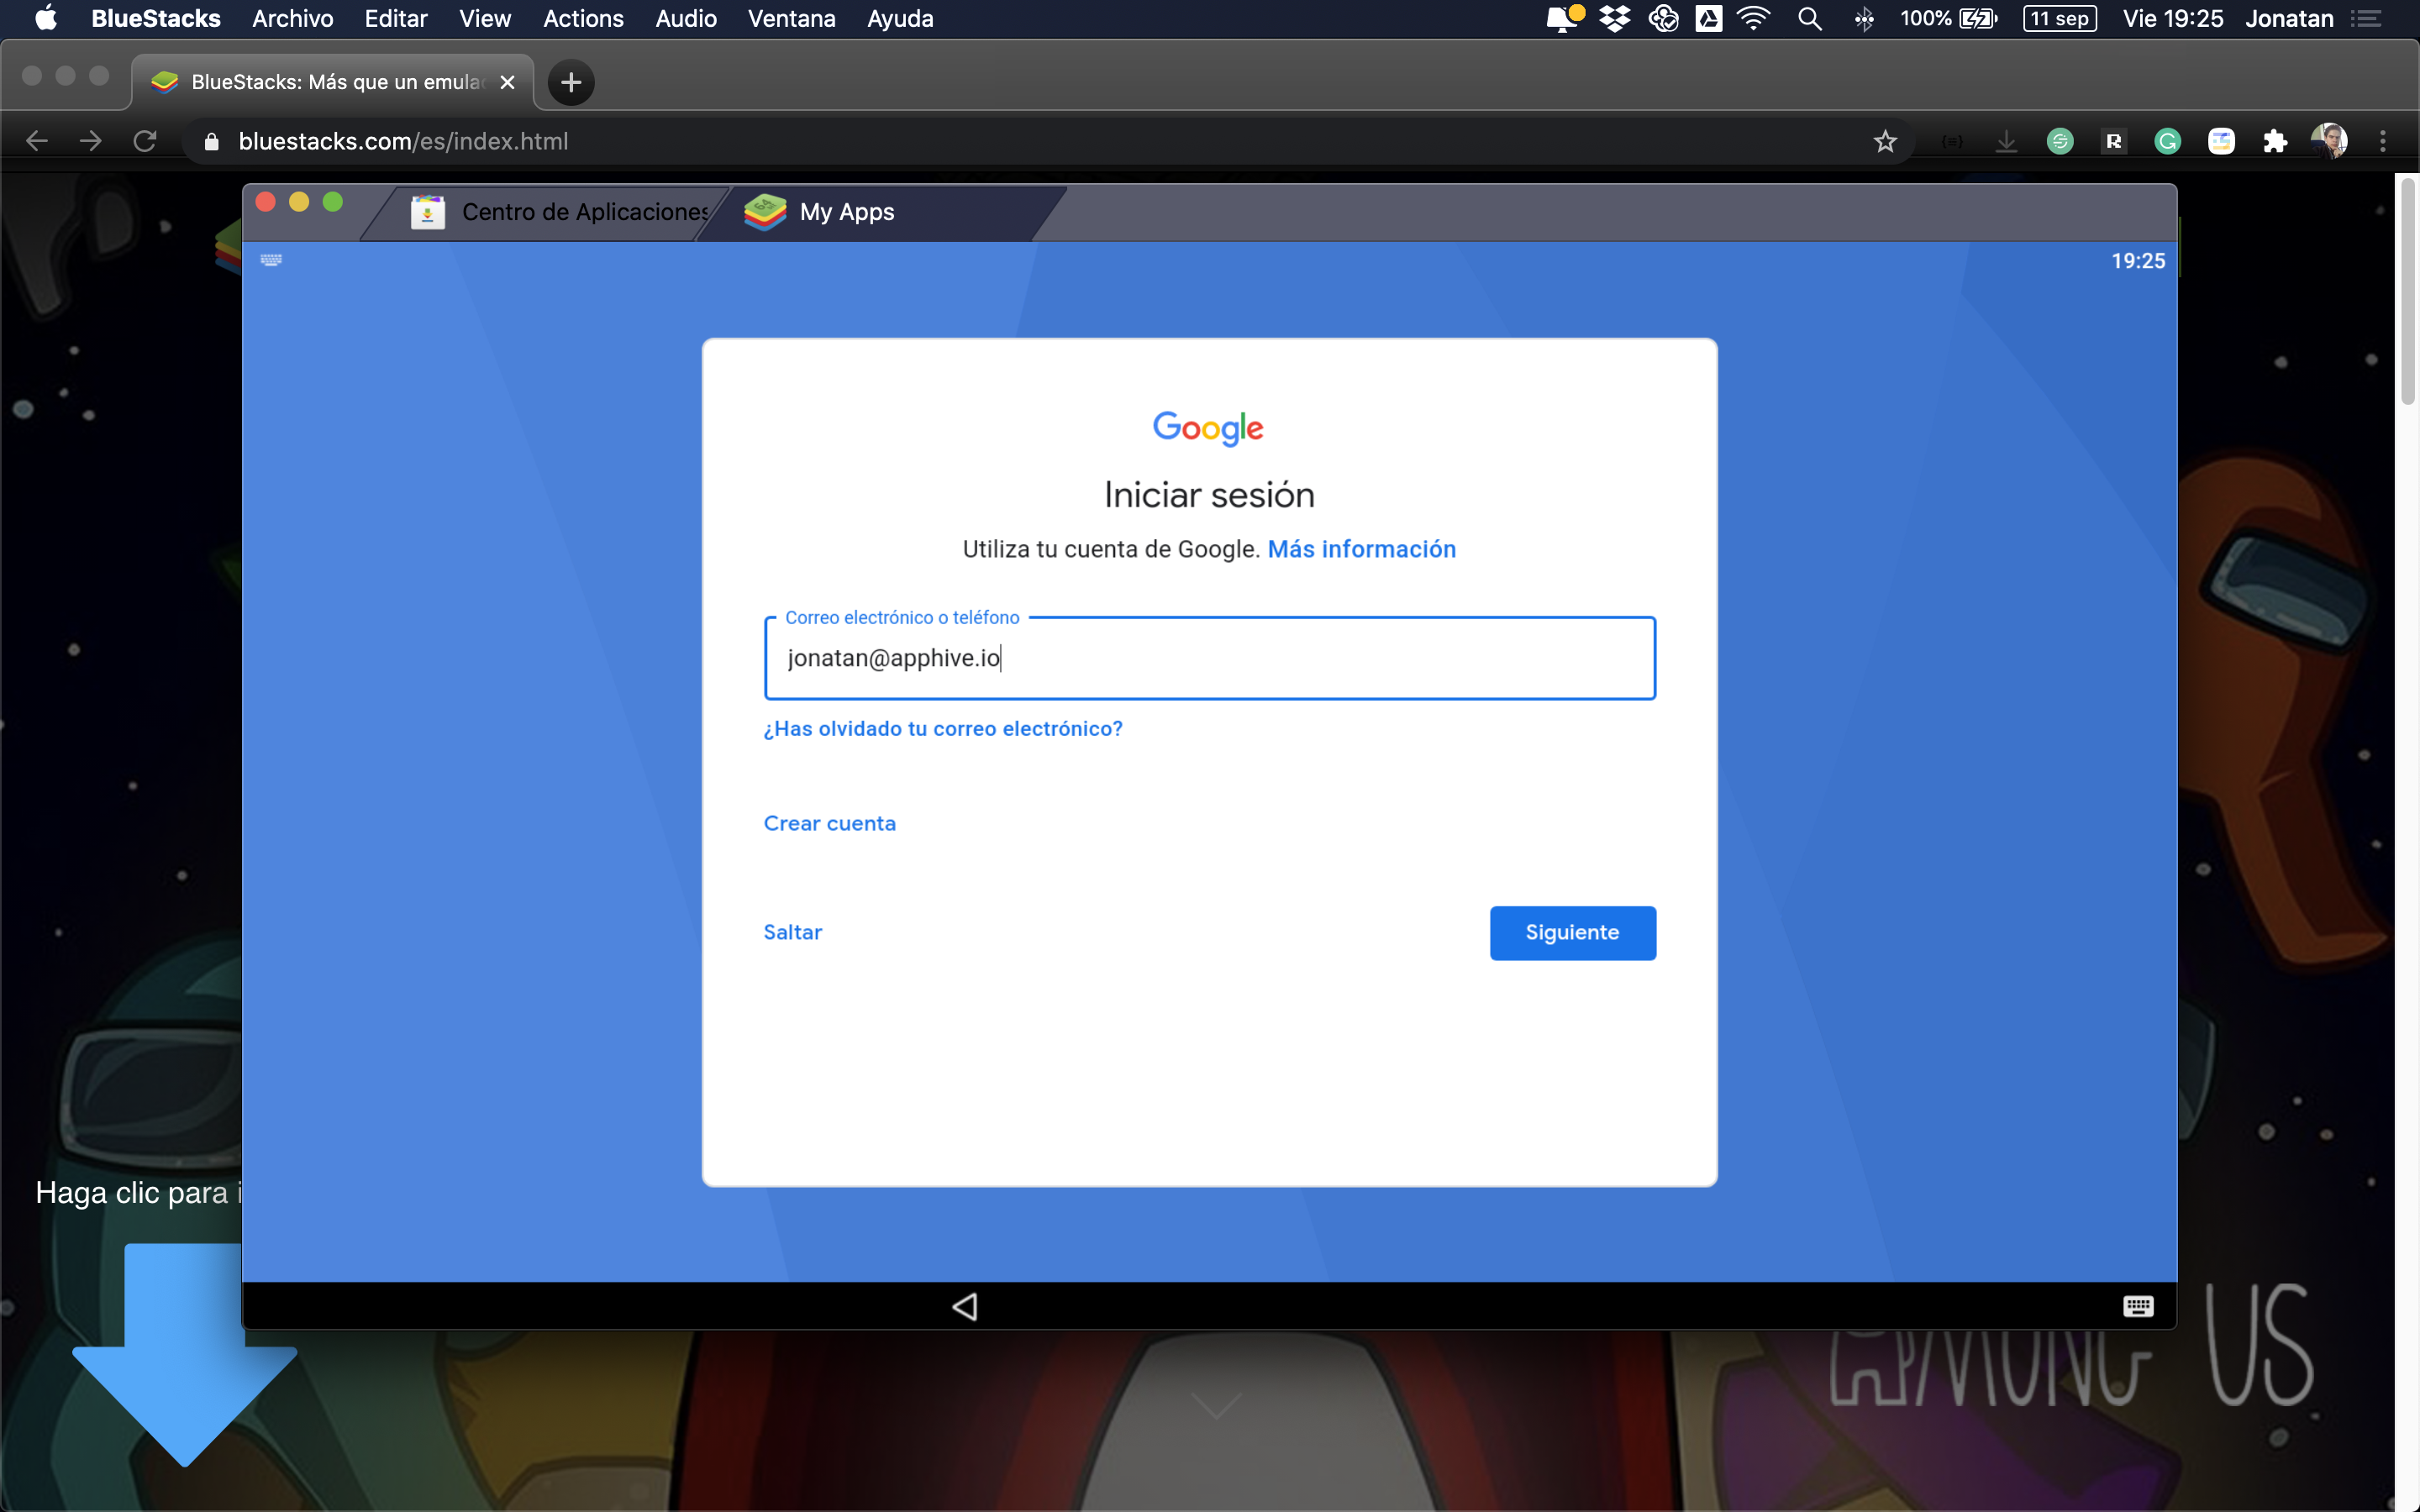 BlueStacks Archivo Editar View Actions Audio Ventana Ayuda 100% 11 sep Vie 19:25 Jonatan
BlueStacks: Más que un emula
bluestacks.com/es/index.html
Centro de Aplicaciones My Apps
19:25
Google
Iniciar sesión
Utiliza tu cuenta de Google. Más información
Correo electrónico o teléfono
jonatan@apphive.io
¿Has olvidado tu correo electrónico?
Crear cuenta
Saltar Siguiente
Haga clic para i
AMONG US